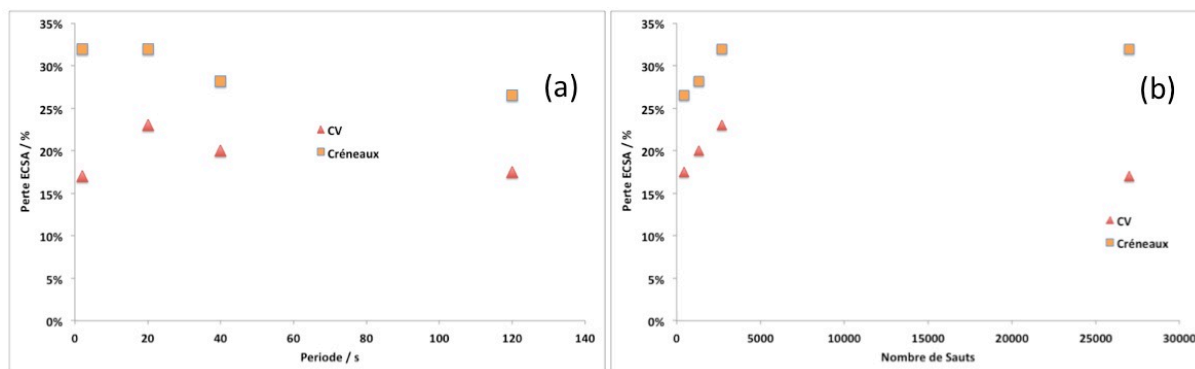 35%
30%
25%
20%
15%
10%
5%
0%
Perte ECSA / %
0 20 40 60 80 100 120 140
Periode / s
(a)
CV
Créneaux
35%
30%
25%
20%
15%
10%
5%
0%
Perte ECSA / %
0 5000 10000 15000 20000 25000 30000
Nombre de Sauts
(b)
CV
Créneaux